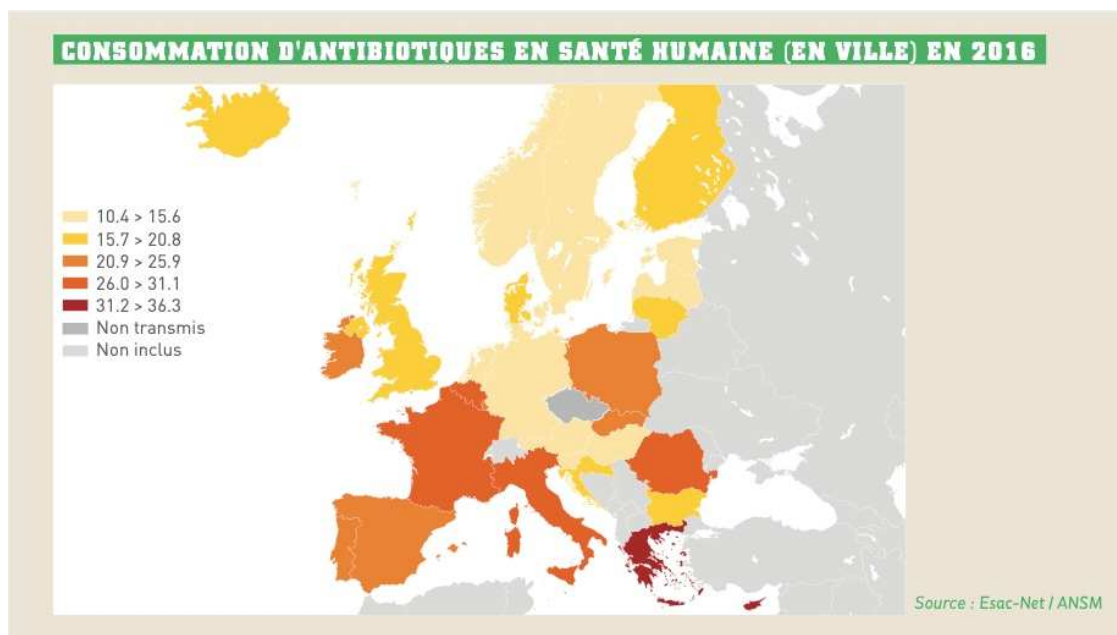 CONSOMMATION D'ANTIBIOTIQUES EN SANTÉ HUMAINE (EN VILLE) EN 2016
10.4 > 15.6
15.7 > 20.8
20.9 > 25.9
26.0 > 31.1
31.2 > 36.3
Non transmis
Non inclus
Source : Esac-Net / ANSM